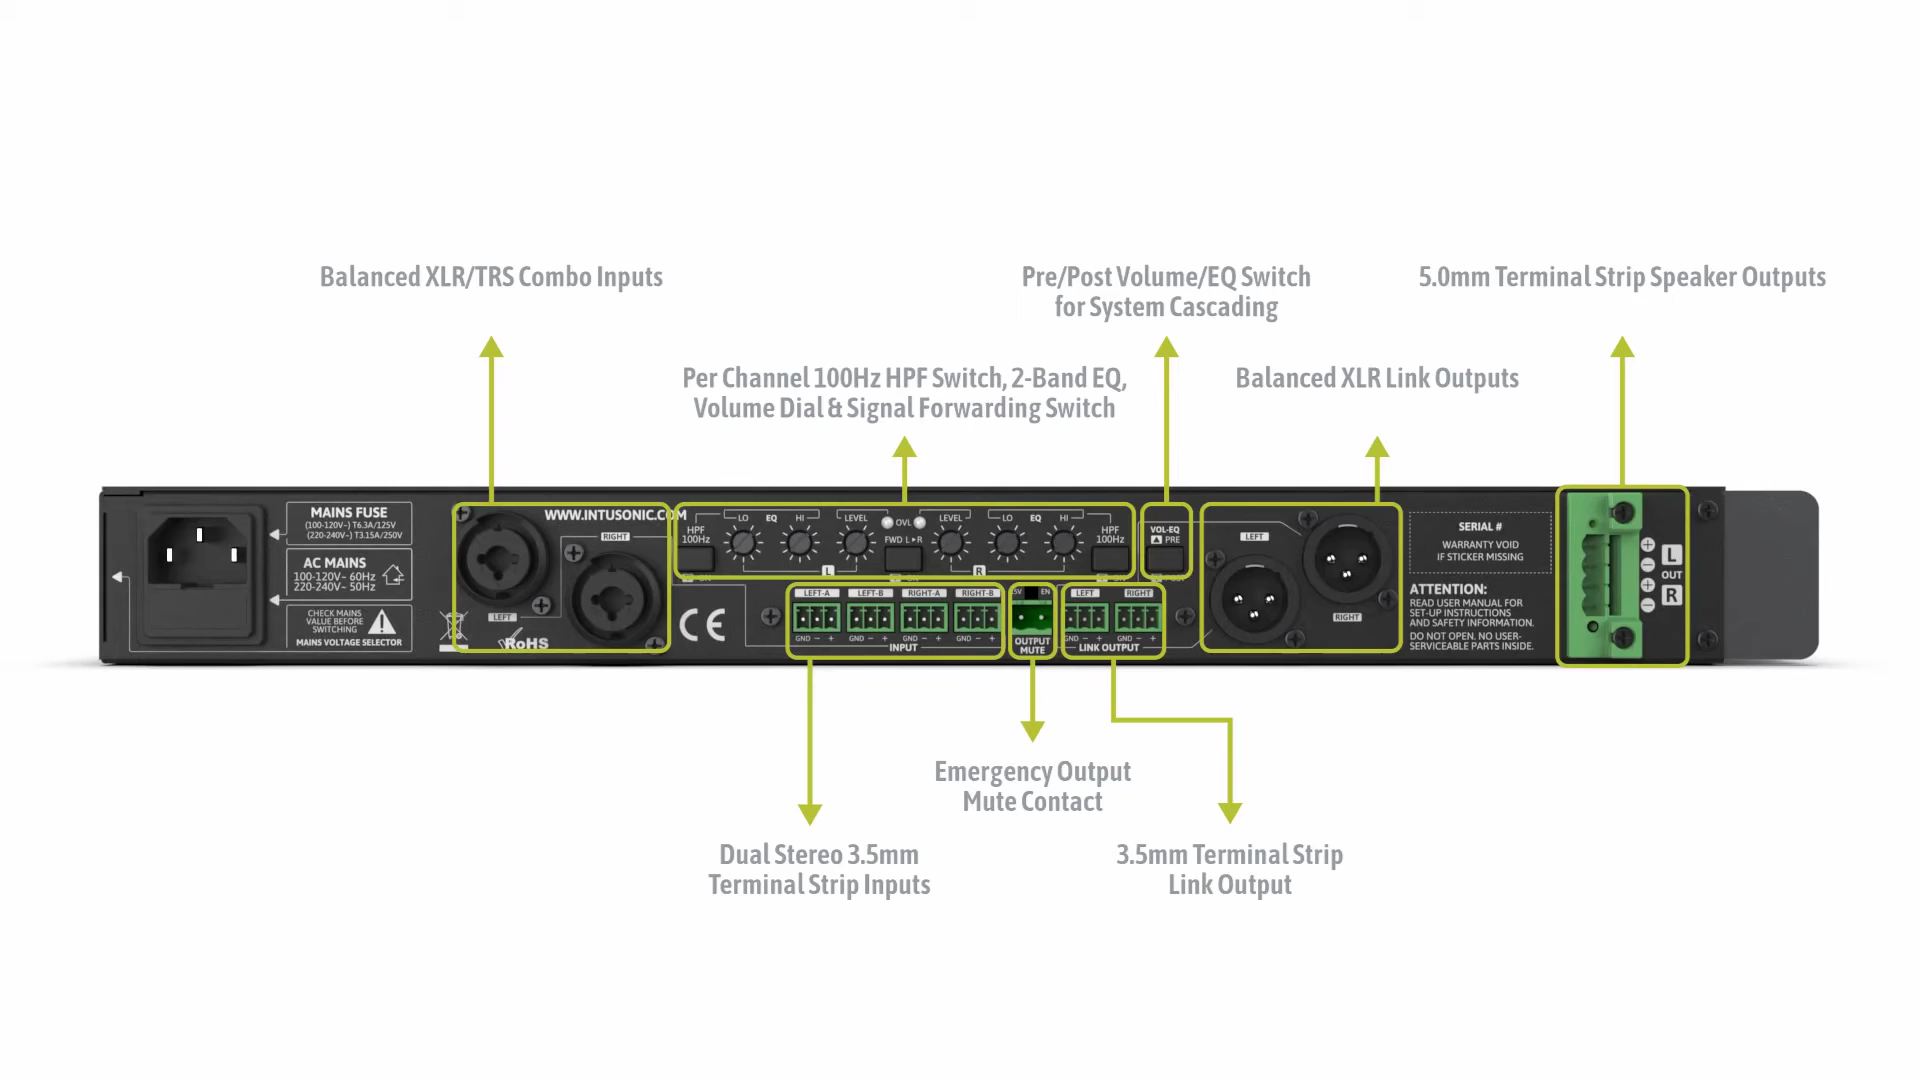 Balanced XLR/TRS Combo Inputs
Pre/Post Volume/EQ Switch
for System Cascading
5.0mm Terminal Strip Speaker Outputs
Per Channel 100Hz HPF Switch, 2-Band EQ,
Volume Dial & Signal Forwarding Switch
Balanced XLR Link Outputs
MAINS FUSE
(100-120V~) T6.3A/125V
(220-240V~) T3.15A/250V
AC MAINS
100-120V~ 60Hz
220-240V~ 50Hz
CHECK MAINS
VALUE BEFORE
SWITCHING
MAINS VOLTAGE SELECTOR
WWW.INTUSONIC.COM
RIGHT
LEFT
RoHS
CE
HPF
100Hz
LO EQ HI
LEVEL
OVL
LEVEL
LO EQ HI
HPF
100Hz
FWD L▸R
L
R
VOL-EQ
PRE
LEFT
RIGHT
LEFT-A
LEFT-B
RIGHT-A
RIGHT-B
GND − +
GND − +
GND − +
GND − +
INPUT
EN
OUTPUT
MUTE
LEFT
RIGHT
GND − +
GND − +
LINK OUTPUT
SERIAL #
WARRANTY VOID
IF STICKER MISSING
ATTENTION:
READ USER MANUAL FOR
SET-UP INSTRUCTIONS
AND SAFETY INFORMATION.
DO NOT OPEN. NO USER-
SERVICEABLE PARTS INSIDE.
+
−
+
−
L
OUT
R
Emergency Output
Mute Contact
Dual Stereo 3.5mm
Terminal Strip Inputs
3.5mm Terminal Strip
Link Output